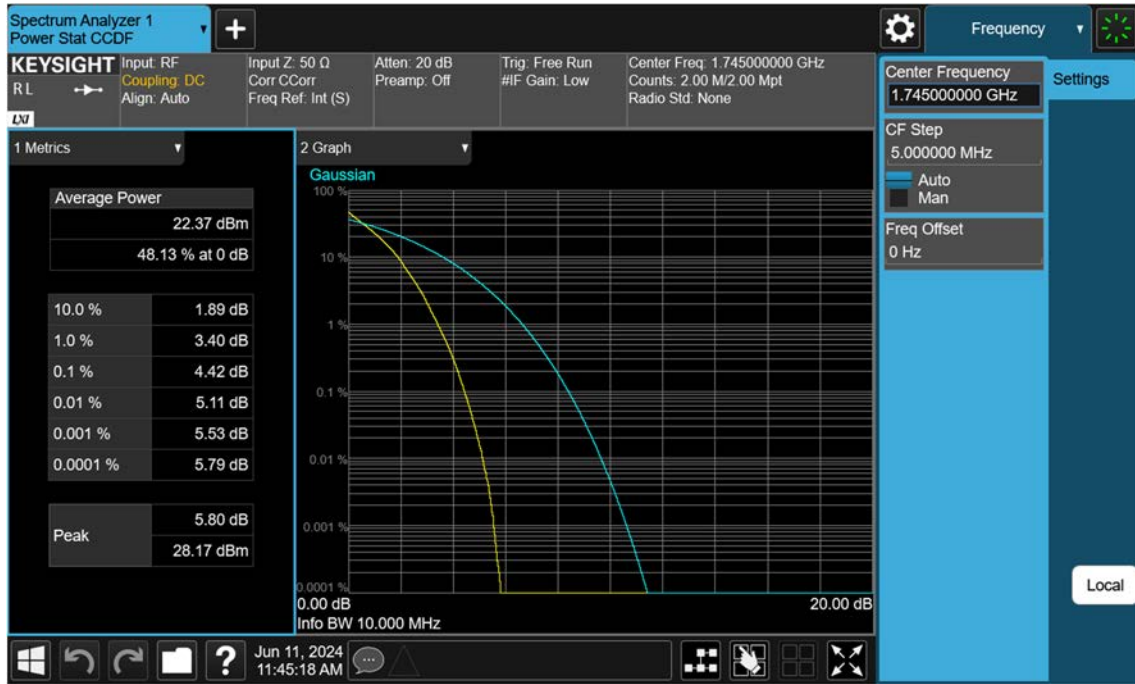 Spectrum Analyzer 1
Power Stat CCDF
+
Frequency
KEYSIGHT
RL
LXI
Input: RF
Coupling: DC
Align: Auto
Input Z: 50 Ω
Corr CCorr
Freq Ref: Int (S)
Atten: 20 dB
Preamp: Off
Trig: Free Run
#IF Gain: Low
Center Freq: 1.745000000 GHz
Counts: 2.00 M/2.00 Mpt
Radio Std: None
Center Frequency
1.745000000 GHz
Settings
CF Step
5.000000 MHz
Auto
Man
Freq Offset
0 Hz
1 Metrics
Average Power
22.37 dBm
48.13 % at 0 dB
10.0 % 1.89 dB
1.0 % 3.40 dB
0.1 % 4.42 dB
0.01 % 5.11 dB
0.001 % 5.53 dB
0.0001 % 5.79 dB
Peak
5.80 dB
28.17 dBm
2 Graph
Gaussian
100 %
10 %
1 %
0.1 %
0.01 %
0.001 %
0.0001 %
0.00 dB 20.00 dB
Info BW 10.000 MHz
Local
?
Jun 11, 2024
11:45:18 AM